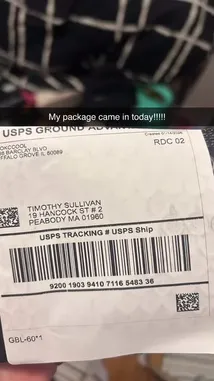 My package came in today!!!!!
USPS GROUND ADVAN
RDC 02
BARCLAY BLVD
FFALO GROVE IL 60089
TIMOTHY SULLIVAN
19 HANCOCK ST # 2
PEABODY MA 01960
USPS TRACKING # USPS Ship
9200 1903 9410 7116 5483 36
GBL-60*1